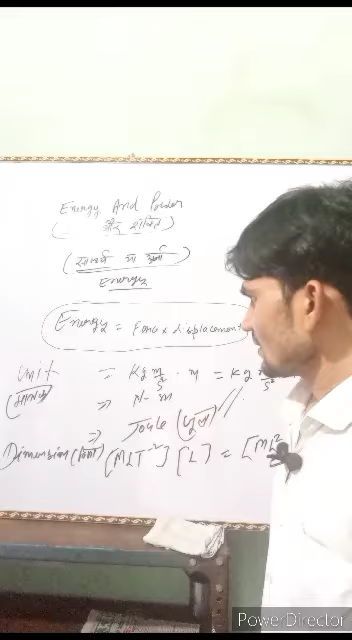 Energy And Power
(और शक्ति)
(सामर्थ्य या ऊर्जा)
Energy
Energy = Force x displacement
Unit = Kg m/s² · m = Kg m²/s²
(मात्रक) ⇒ N-m
⇒ Joule (जूल)
Dimension (विमा) [MLT⁻²] [L] = [ML²
PowerDirector